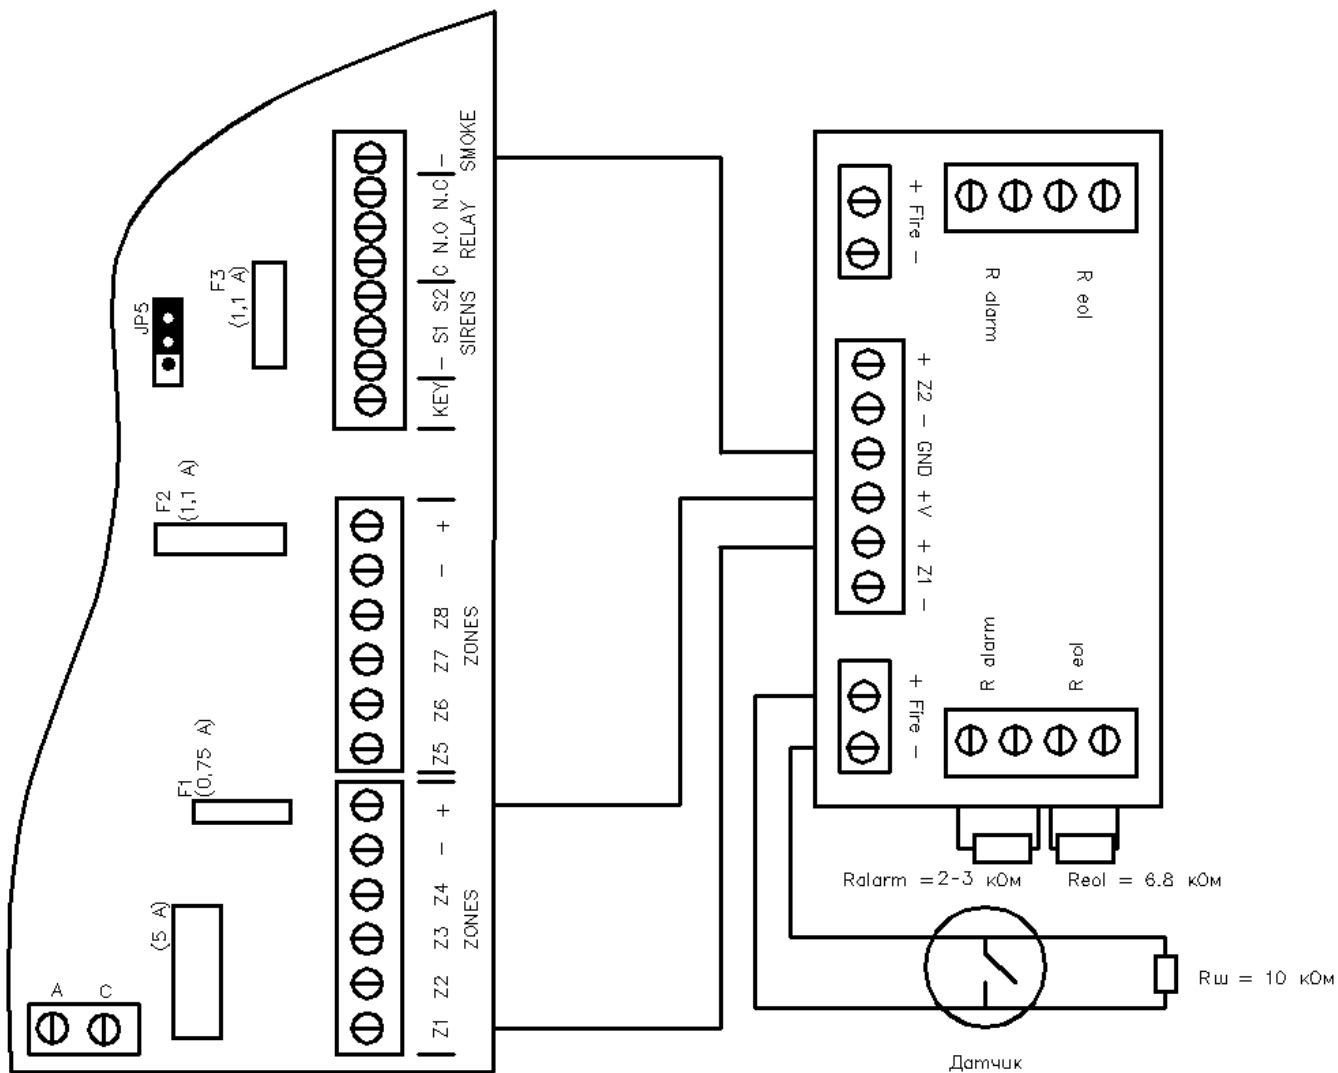 SMOKE
–
RELAY
C N.O N.C
SIRENS
– S1 S2
KEY
F3
(1,1 A)
JP5
F2
(1,1 A)
+
–
Z8
Z7
Z6
Z5
ZONES
F1
(0,75 A)
+
–
Z4
Z3
Z2
Z1
ZONES
(5 A)
A C
+ Fire –
R alarm
R eol
+ Z2 – GND +V + Z1 –
R alarm
R eol
+ Fire –
Ralarm =2-3 кОм
Reol = 6.8 кОм
Rш = 10 кОм
Датчик